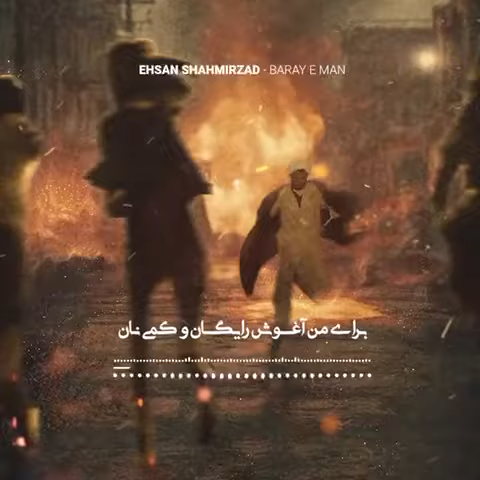 EHSAN SHAHMIRZAD - BARAY E MAN
برای من آغوش رایگان و کمی نان